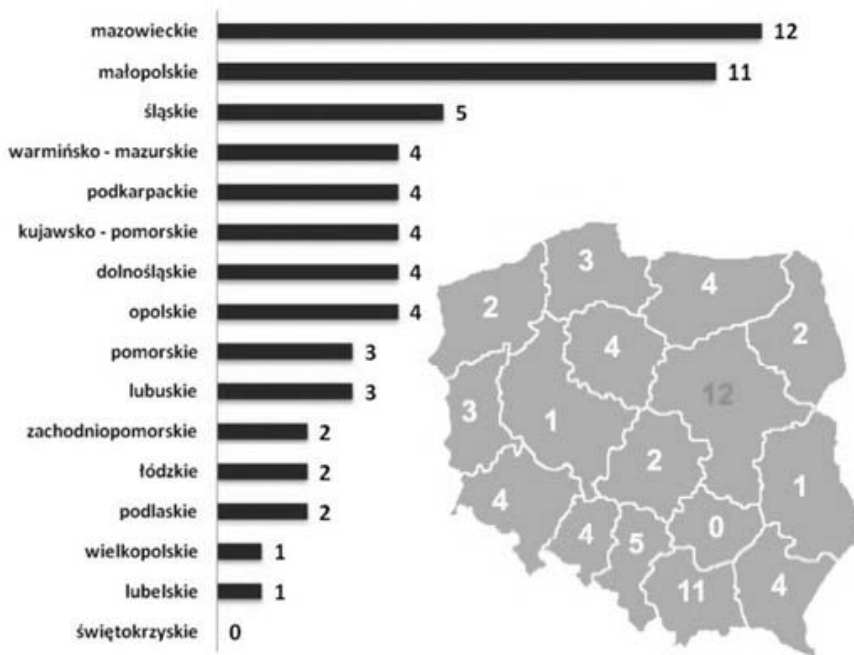 mazowieckie 12
małopolskie 11
śląskie 5
warmińsko - mazurskie 4
podkarpackie 4
kujawsko - pomorskie 4
dolnośląskie 4
opolskie 4
pomorskie 3
lubuskie 3
zachodniopomorskie 2
łódzkie 2
podlaskie 2
wielkopolskie 1
lubelskie 1
świętokrzyskie 0
3
4
2
2
4
12
3
1
2
1
4
4
5
0
11
4